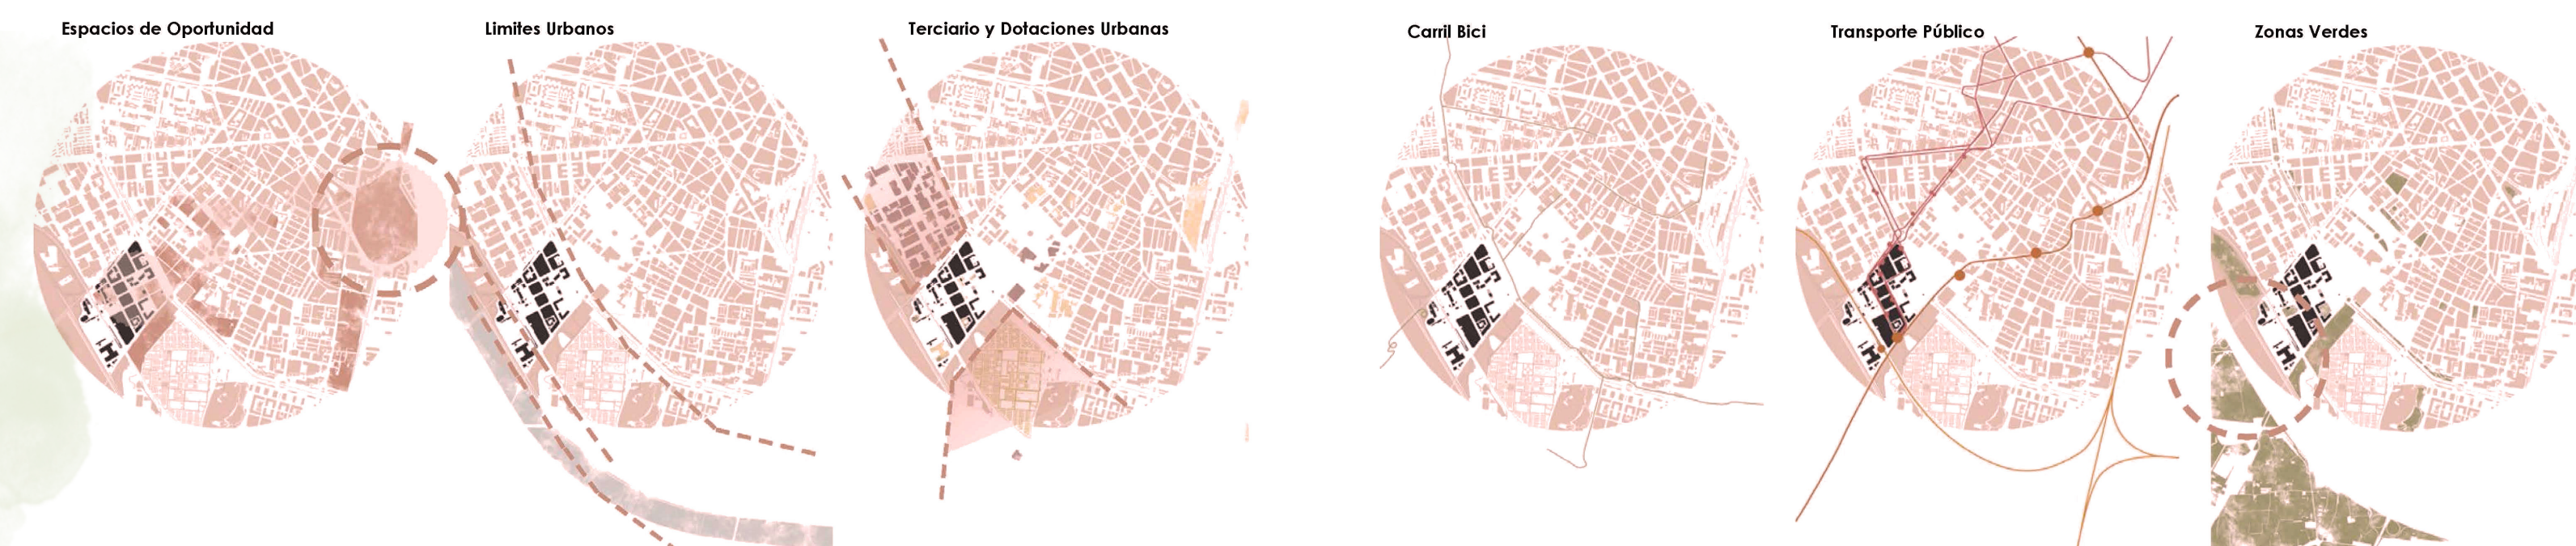 Espacios de Oportunidad
Limites Urbanos
Terciario y Dotaciones Urbanas
Carril Bici
Transporte Público
Zonas Verdes